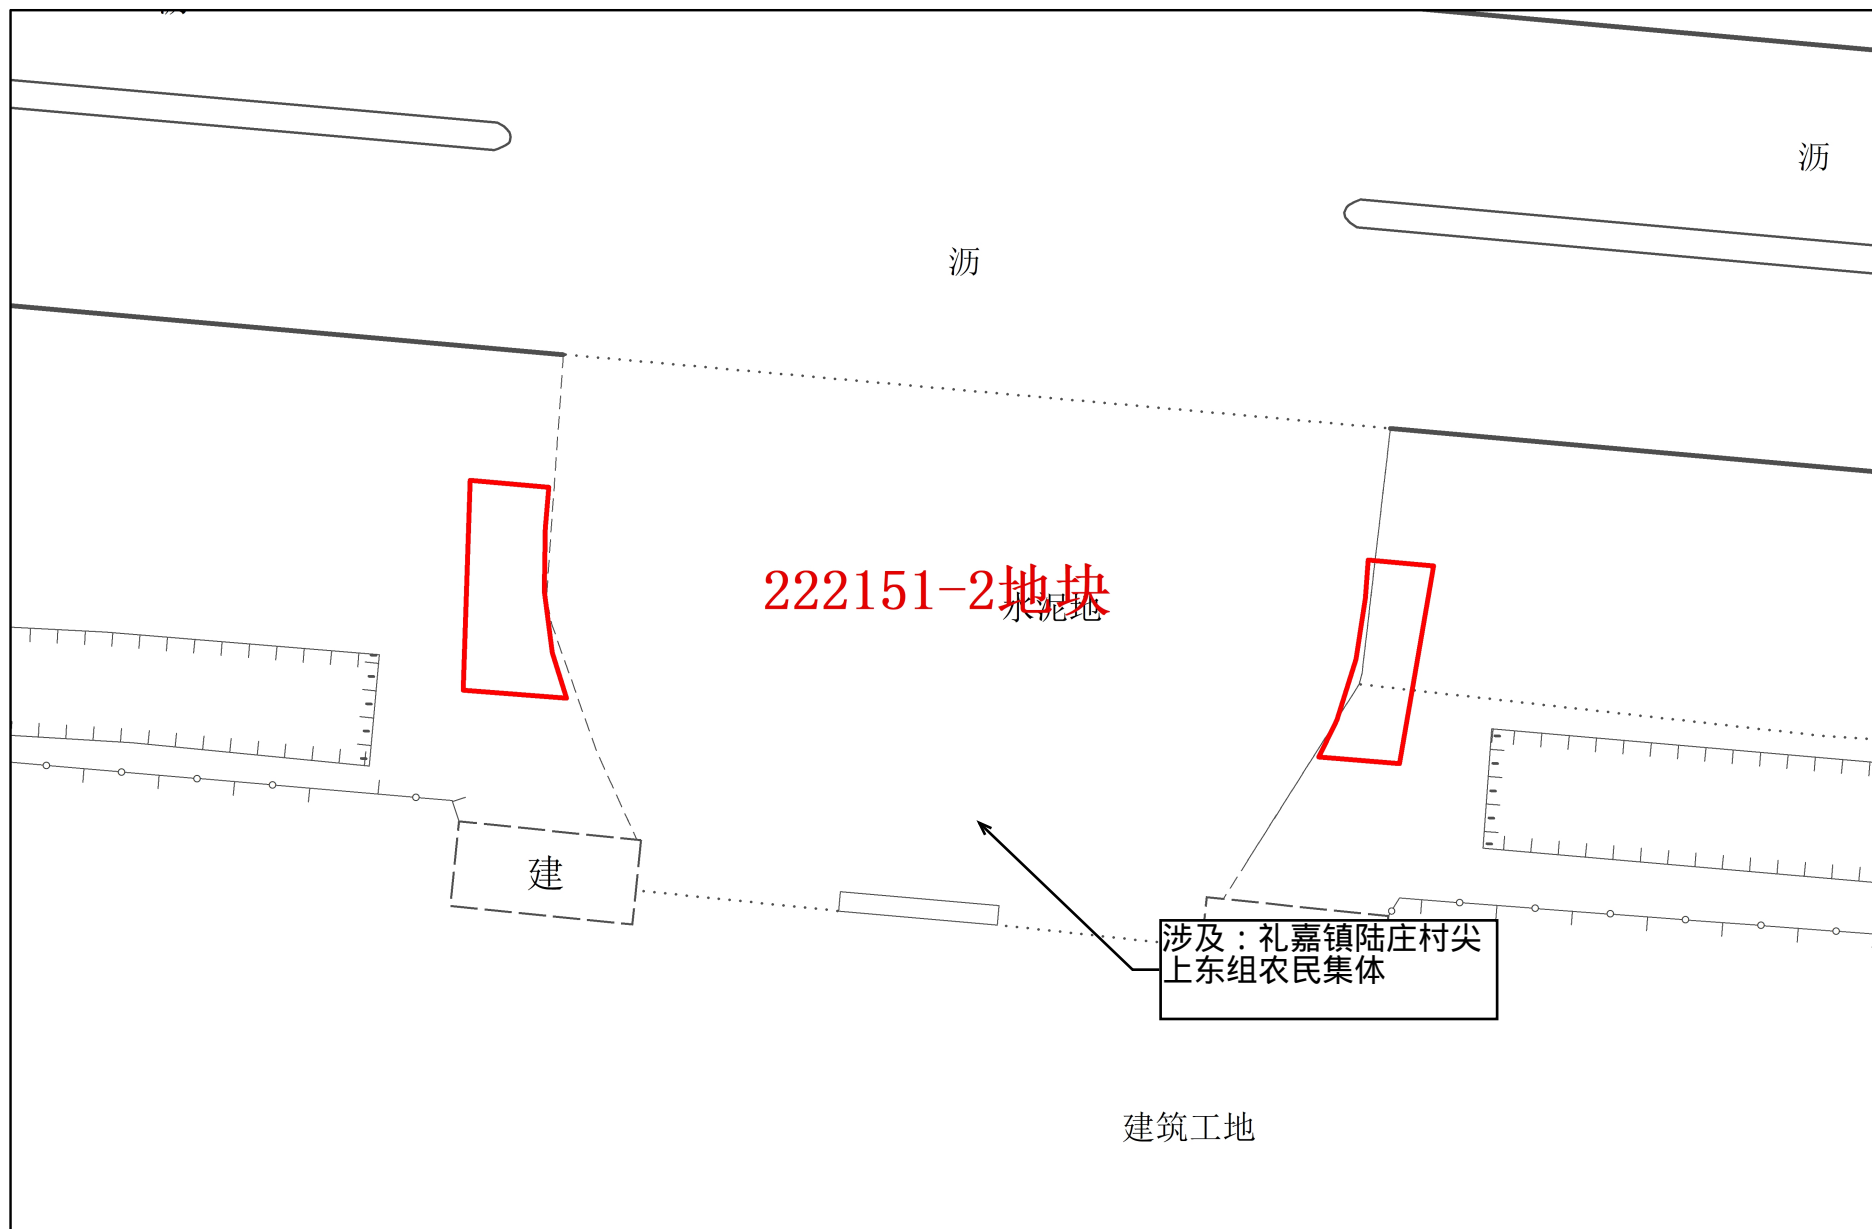 沥
沥
222151-2地块
水泥地
建
涉及：礼嘉镇陆庄村尖
上东组农民集体
建筑工地